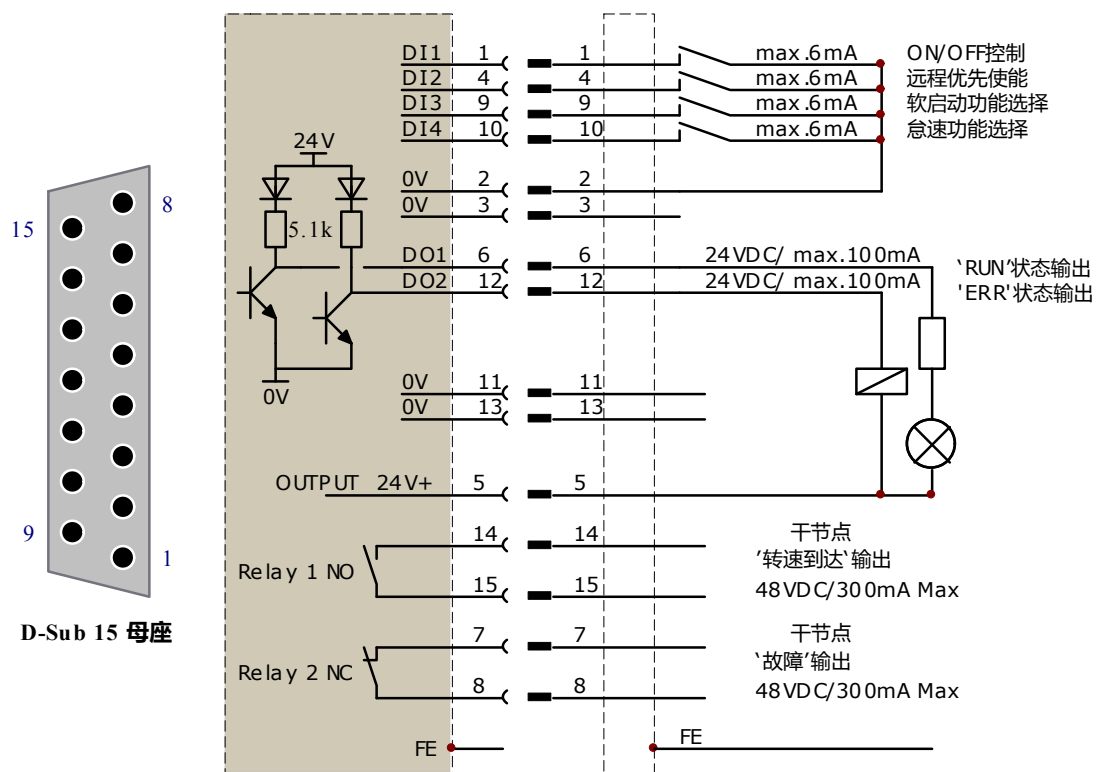 DI1 1 1 max.6mA ON/OFF控制
DI2 4 4 max.6mA 远程优先使能
DI3 9 9 max.6mA 软启动功能选择
DI4 10 10 max.6mA 怠速功能选择
24V
0V 2 2
8
0V 3 3
15
5.1k
DO1 6 6 24VDC/ max.100mA `RUN'状态输出
DO2 12 12 24VDC/ max.100mA 'ERR'状态输出
0V
0V 11 11
0V 13 13
OUTPUT 24V+ 5 5
9
1
14 14 干节点
Relay 1 NO '转速到达`输出
15 15 48VDC/300mA Max
D-Sub 15 母座
7 7 干节点
Relay 2 NC `故障'输出
8 8 48VDC/300mA Max
FE FE